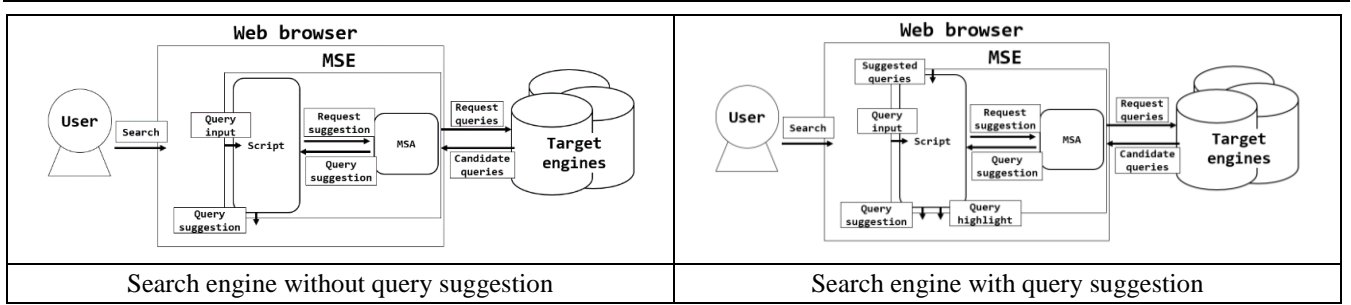 Web browser
MSE
User
Search
Query
input
Script
Request
suggestion
Query
suggestion
MSA
Request
queries
Candidate
queries
Target
engines
Query
suggestion
Search engine without query suggestion
Web browser
MSE
Suggested
queries
User
Search
Query
input
Script
Request
suggestion
Query
suggestion
MSA
Request
queries
Candidate
queries
Target
engines
Query
suggestion
Query
highlight
Search engine with query suggestion